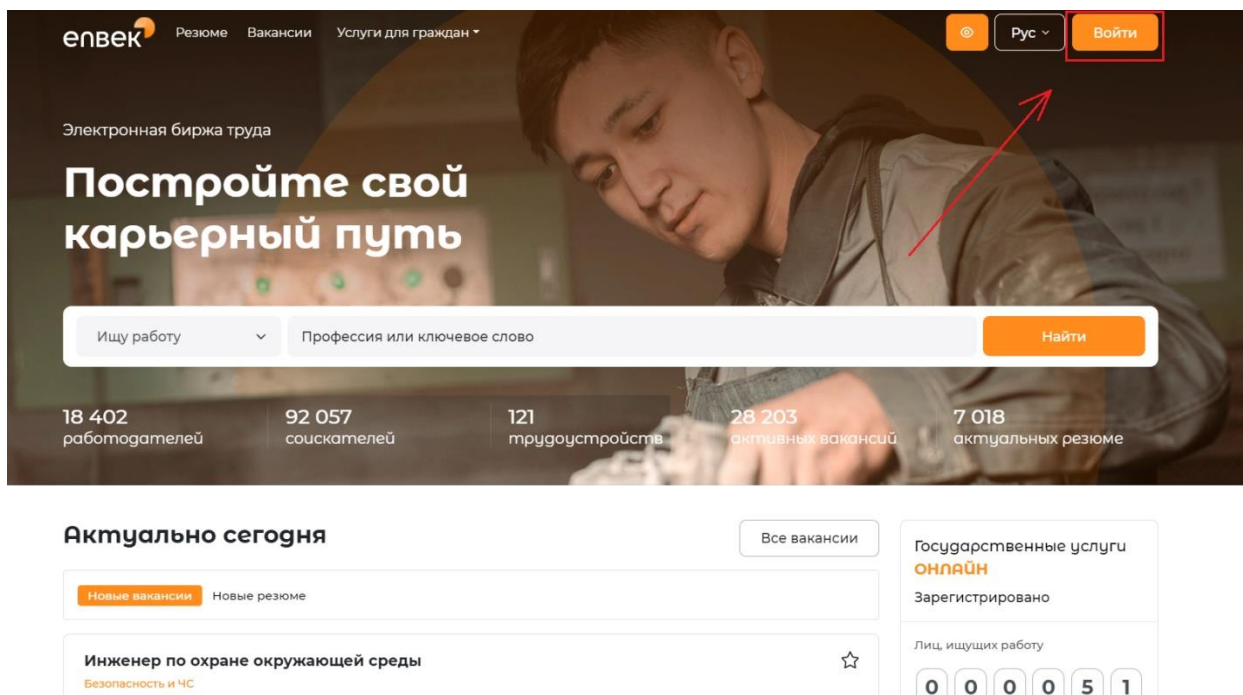 enbek
Резюме Вакансии Услуги для граждан
Рус
Войти
Электронная биржа труда
Постройте свой
карьерный путь
Ищу работу
Профессия или ключевое слово
Найти
18 402
работодателей
92 057
соискателей
121
трудоустройств
28 203
активных вакансий
7 018
актуальных резюме
Актуально сегодня
Все вакансии
Новые вакансии Новые резюме
Инженер по охране окружающей среды
Безопасность и ЧС
Государственные услуги
ОНЛАЙН
Зарегистрировано
Лиц, ищущих работу
0 0 0 0 5 1